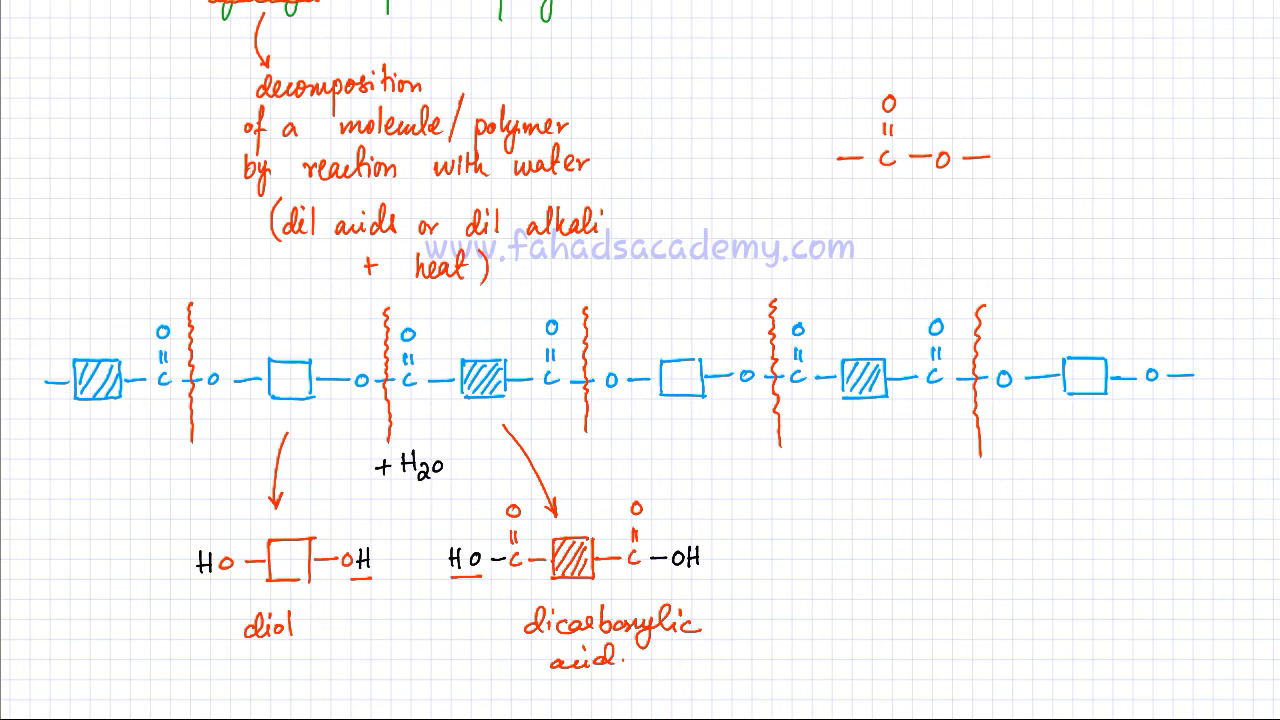 decomposition
of a molecule/polymer
by reaction with water
(dil acids or dil alkali
+ heat)
www.fahadsacademy.com
O
||
— C — O —
O O O O O O
|| || || || || ||
— C — O — — O — C — — C — O — — O — C — — C — O — — O —
+ H2O
O O
|| ||
HO — — OH HO — C — — C — OH
diol
dicarboxylic
acid.